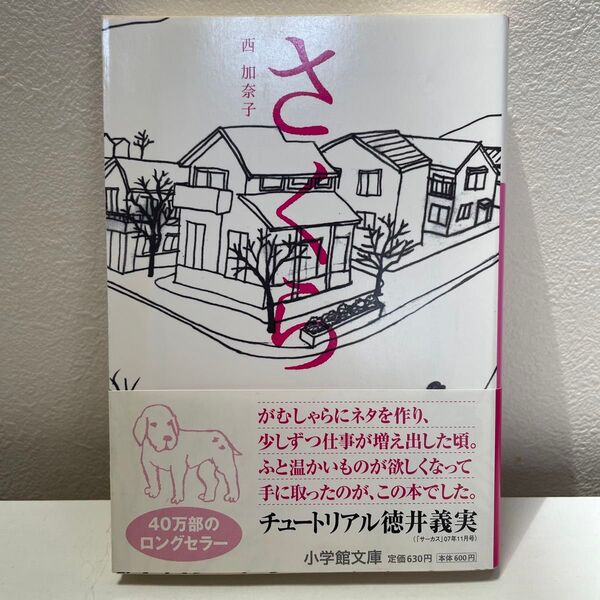 さくら
西 加奈子
がむしゃらにネタを作り、
少しずつ仕事が増え出した頃。
ふと温かいものが欲しくなって
手に取ったのが、この本でした。
チュートリアル徳井義実
(「サーカス」07年11月号)
40万部の
ロングセラー
小学館文庫 定価630円 本体600円